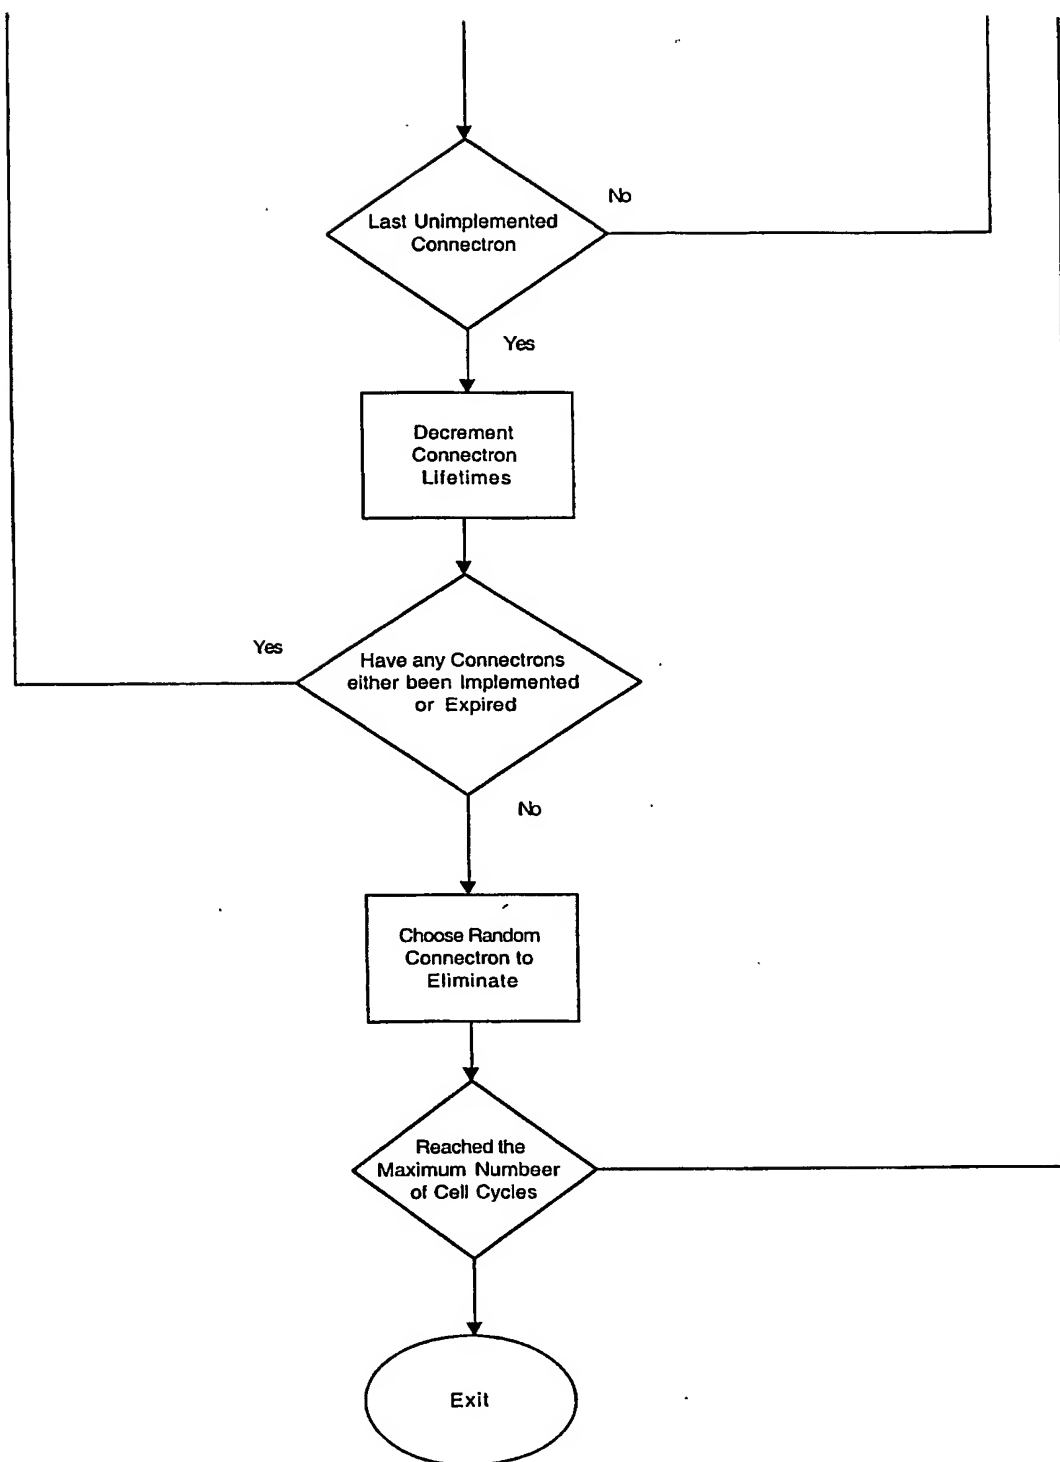 No
Last Unimplemented
Connectron
Yes
Decrement
Connectron
Lifetimes
Yes
Have any Connectrons
either been Implemented
or Expired
No
Choose Random
Connectron to
Eliminate
Reached the
Maximum Numbeer
of Cell Cycles
Exit